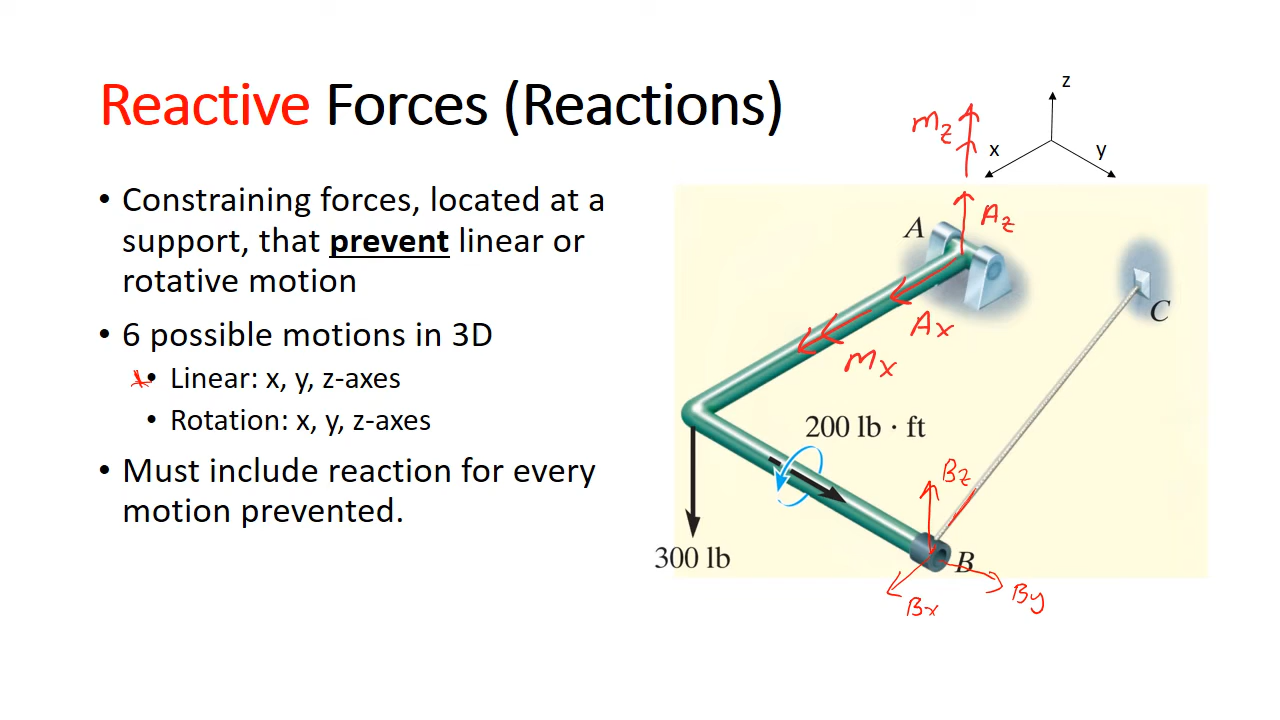 Reactive Forces (Reactions)
• Constraining forces, located at a
support, that prevent linear or
rotative motion
• 6 possible motions in 3D
• Linear: x, y, z-axes
• Rotation: x, y, z-axes
• Must include reaction for every
motion prevented.
z
x
y
Mz
A
Az
Ax
Mx
C
200 lb · ft
Bz
300 lb
B
Bx
By